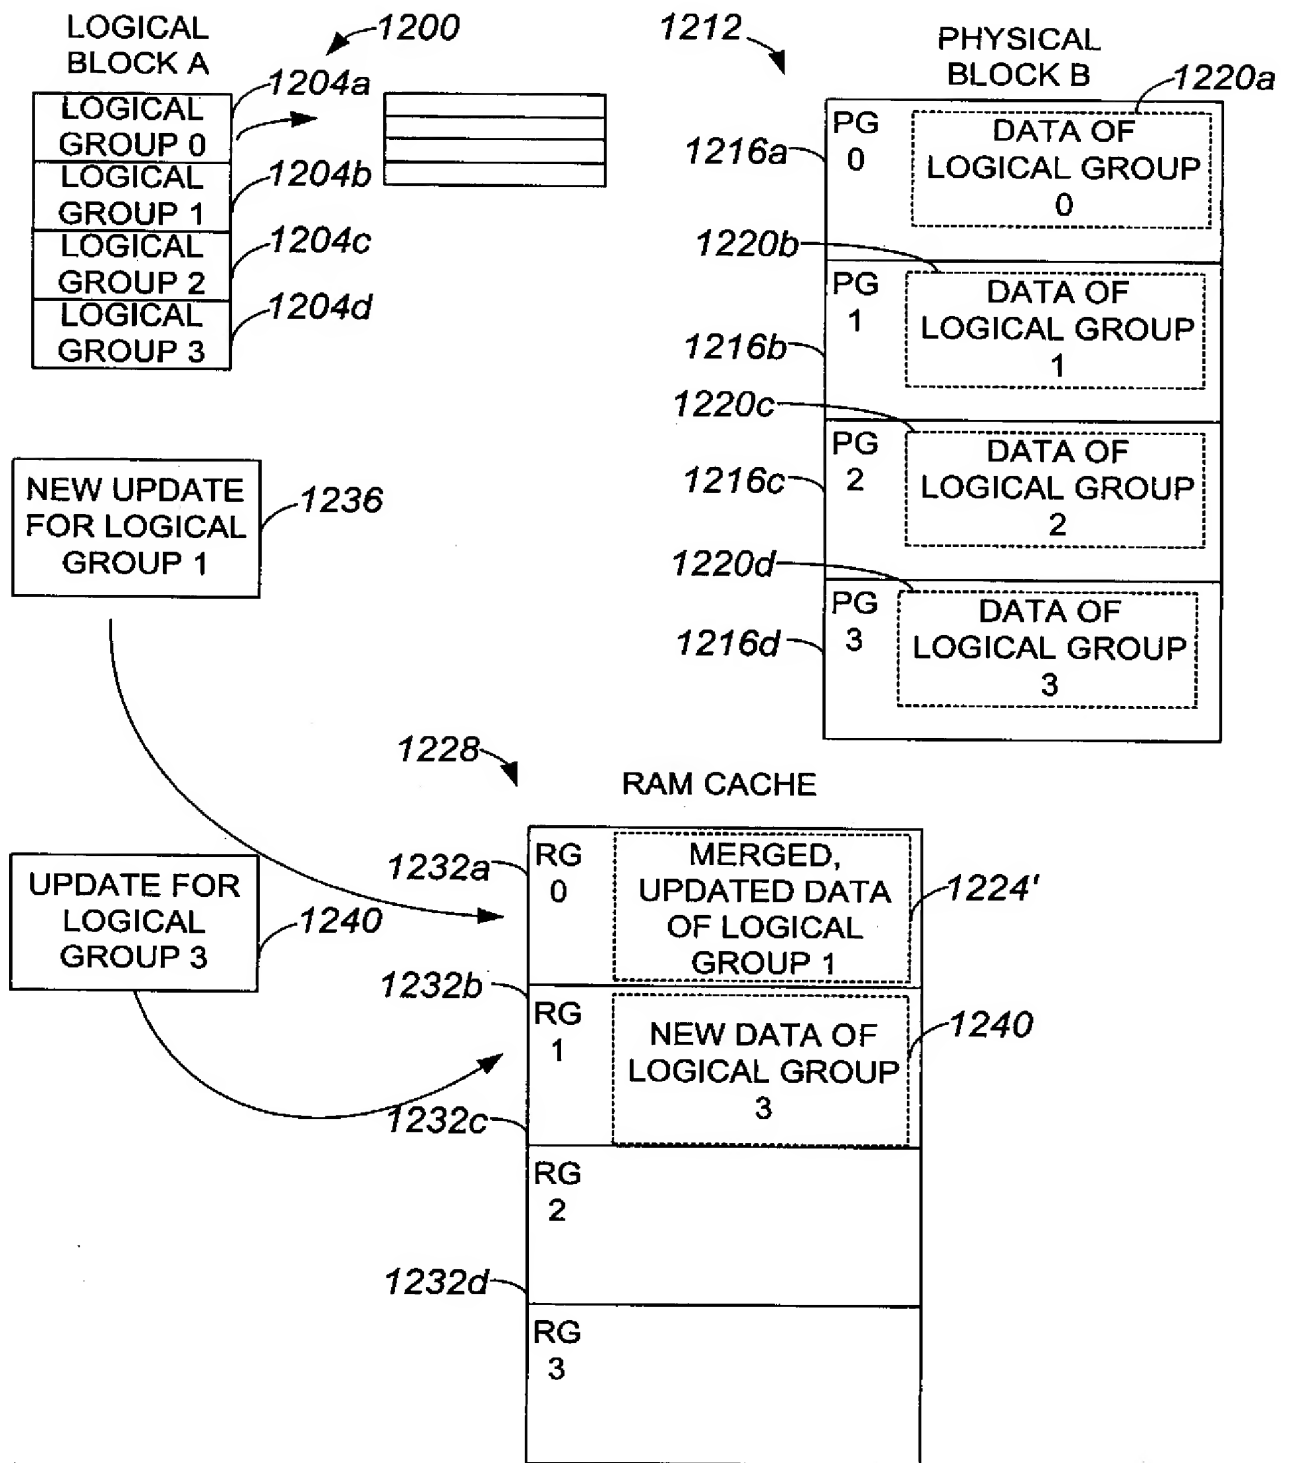 LOGICAL
BLOCK A
1200
1204a
LOGICAL
GROUP 0
1204b
LOGICAL
GROUP 1
1204c
LOGICAL
GROUP 2
1204d
LOGICAL
GROUP 3
1212
PHYSICAL
BLOCK B
1220a
PG
0
DATA OF
LOGICAL GROUP
0
1216a
1220b
PG
1
DATA OF
LOGICAL GROUP
1
1216b
1220c
PG
2
DATA OF
LOGICAL GROUP
2
1216c
1220d
PG
3
DATA OF
LOGICAL GROUP
3
1216d
NEW UPDATE
FOR LOGICAL
GROUP 1
1236
UPDATE FOR
LOGICAL
GROUP 3
1240
1228
RAM CACHE
1232a
RG
0
MERGED,
UPDATED DATA
OF LOGICAL
GROUP 1
1224'
1232b
RG
1
NEW DATA OF
LOGICAL GROUP
3
1240
1232c
RG
2
1232d
RG
3